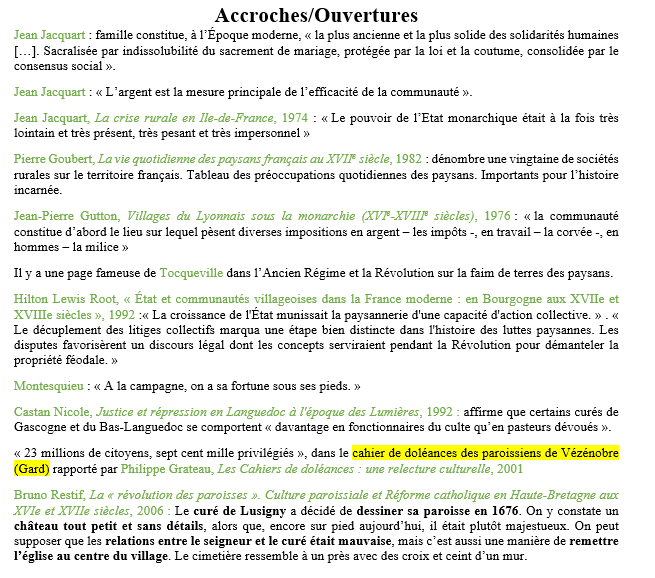 Accroches/Ouvertures
Jean Jacquart : famille constitue, à l’Époque moderne, « la plus ancienne et la plus solide des solidarités humaines
[…]. Sacralisée par indissolubilité du sacrement de mariage, protégée par la loi et la coutume, consolidée par le
consensus social ».
Jean Jacquart : « L’argent est la mesure principale de l’efficacité de la communauté ».
Jean Jacquart, La crise rurale en Ile-de-France, 1974 : « Le pouvoir de l’Etat monarchique était à la fois très
lointain et très présent, très pesant et très impersonnel »
Pierre Goubert, La vie quotidienne des paysans français au XVIIe siècle, 1982 : dénombre une vingtaine de sociétés
rurales sur le territoire français. Tableau des préoccupations quotidiennes des paysans. Importants pour l’histoire
incarnée.
Jean-Pierre Gutton, Villages du Lyonnais sous la monarchie (XVIe-XVIIIe siècles), 1976 : « la communauté
constitue d’abord le lieu sur lequel pèsent diverses impositions en argent – les impôts -, en travail – la corvée -, en
hommes – la milice »
Il y a une page fameuse de Tocqueville dans l’Ancien Régime et la Révolution sur la faim de terres des paysans.
Hilton Lewis Root, « État et communautés villageoises dans la France moderne : en Bourgogne aux XVIIe et
XVIIIe siècles », 1992 :« La croissance de l'État munissait la paysannerie d'une capacité d'action collective. » . «
Le décuplement des litiges collectifs marqua une étape bien distincte dans l'histoire des luttes paysannes. Les
disputes favorisèrent un discours légal dont les concepts serviraient pendant la Révolution pour démanteler la
propriété féodale. »
Montesquieu : « A la campagne, on a sa fortune sous ses pieds. »
Castan Nicole, Justice et répression en Languedoc à l'époque des Lumières, 1992 : affirme que certains curés de
Gascogne et du Bas-Languedoc se comportent « davantage en fonctionnaires du culte qu’en pasteurs dévoués ».
« 23 millions de citoyens, sept cent mille privilégiés », dans le cahier de doléances des paroissiens de Vézénobre
(Gard) rapporté par Philippe Grateau, Les Cahiers de doléances : une relecture culturelle, 2001
Bruno Restif, La « révolution des paroisses ». Culture paroissiale et Réforme catholique en Haute-Bretagne aux
XVIe et XVIIe siècles, 2006 : Le curé de Lusigny a décidé de dessiner sa paroisse en 1676. On y constate un
château tout petit et sans détails, alors que, encore sur pied aujourd’hui, il était plutôt majestueux. On peut
supposer que les relations entre le seigneur et le curé était mauvaise, mais c’est aussi une manière de remettre
l’église au centre du village. Le cimetière ressemble à un près avec des croix et ceint d’un mur.